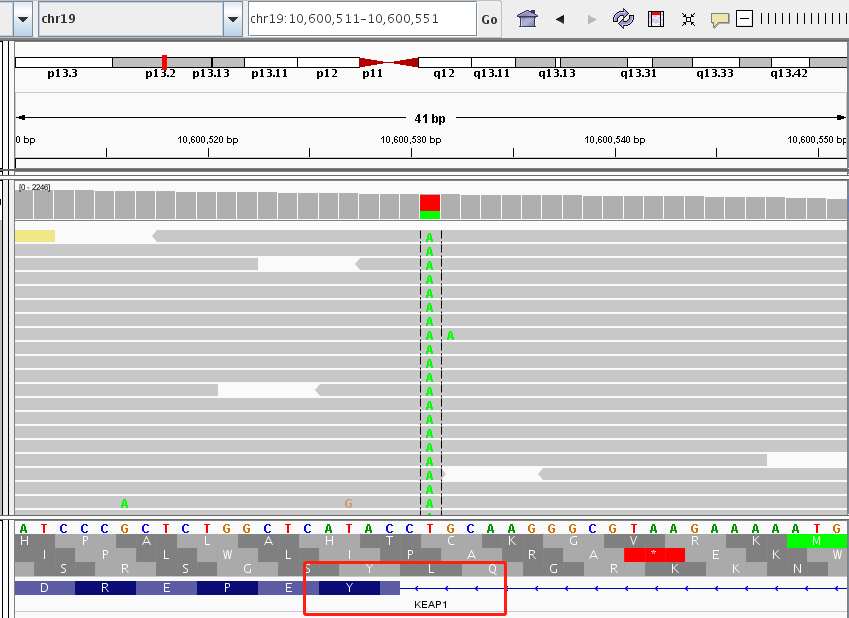 chr19
chr19:10,600,511-10,600,551
Go
p13.3 p13.2 p13.13 p13.11 p12 p11 q12 q13.11 q13.13 q13.31 q13.33 q13.42
41 bp
0 bp 10,600,520 bp 10,600,530 bp 10,600,540 bp 10,600,550 bp
[0 - 2246]
A
A
A
A
A
A
A
A A
A
A
A
A
A
A
A
A
A
A
A
A G A
A T C C C G C T C T G G C T C A T A C C T G C A A G G G C G T A A G A A A A A T G
H P A L A H T C K G V R K M
I P L W L I P A R A * E K W
S R S G S Y L Q G R K K N
D R E P E Y
KEAP1